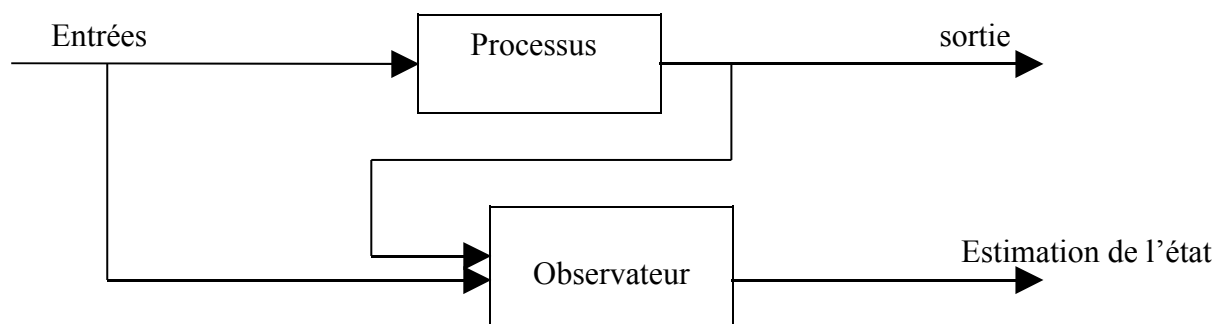 Entrées
Processus
sortie
Estimation de l’état
Observateur